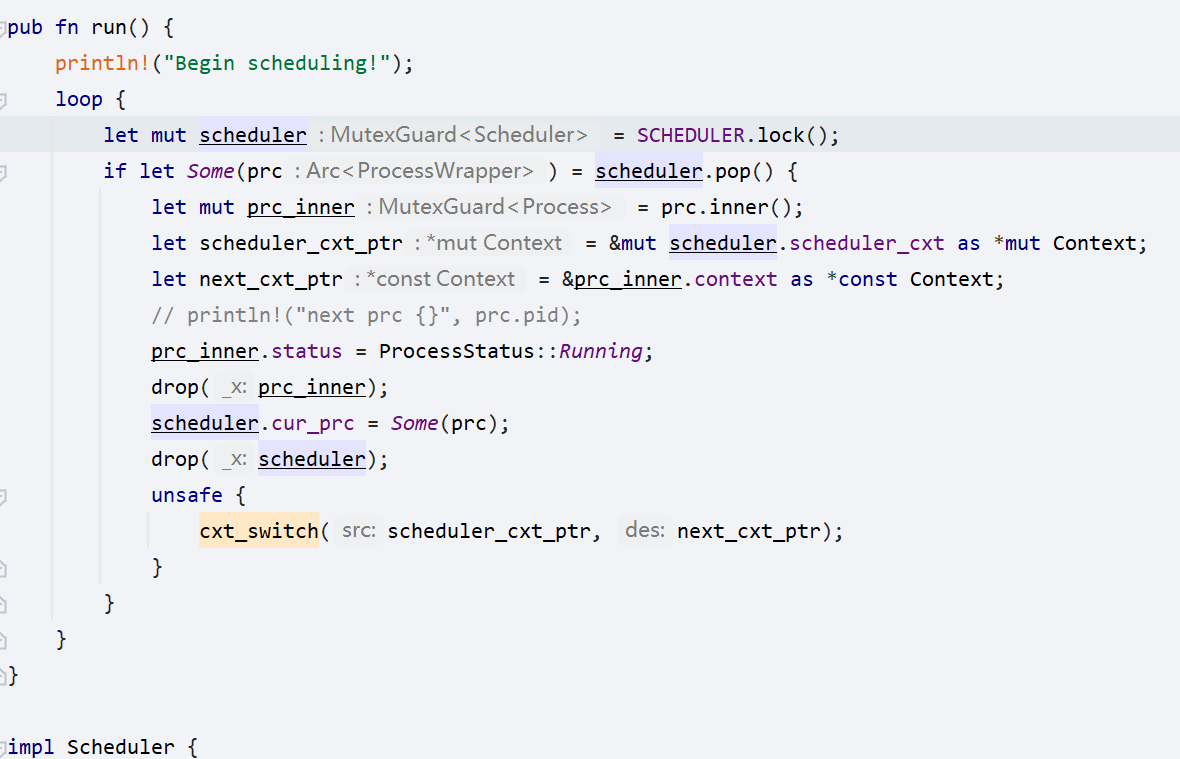 pub fn run() {
println!("Begin scheduling!");
loop {
let mut scheduler : MutexGuard<Scheduler> = SCHEDULER.lock();
if let Some(prc : Arc<ProcessWrapper> ) = scheduler.pop() {
let mut prc_inner : MutexGuard<Process> = prc.inner();
let scheduler_cxt_ptr : *mut Context = &mut scheduler.scheduler_cxt as *mut Context;
let next_cxt_ptr : *const Context = &prc_inner.context as *const Context;
// println!("next prc {}", prc.pid);
prc_inner.status = ProcessStatus::Running;
drop( _x: prc_inner);
scheduler.cur_prc = Some(prc);
drop( _x: scheduler);
unsafe {
cxt_switch( src: scheduler_cxt_ptr, des: next_cxt_ptr);
}
}
}
}
impl Scheduler {